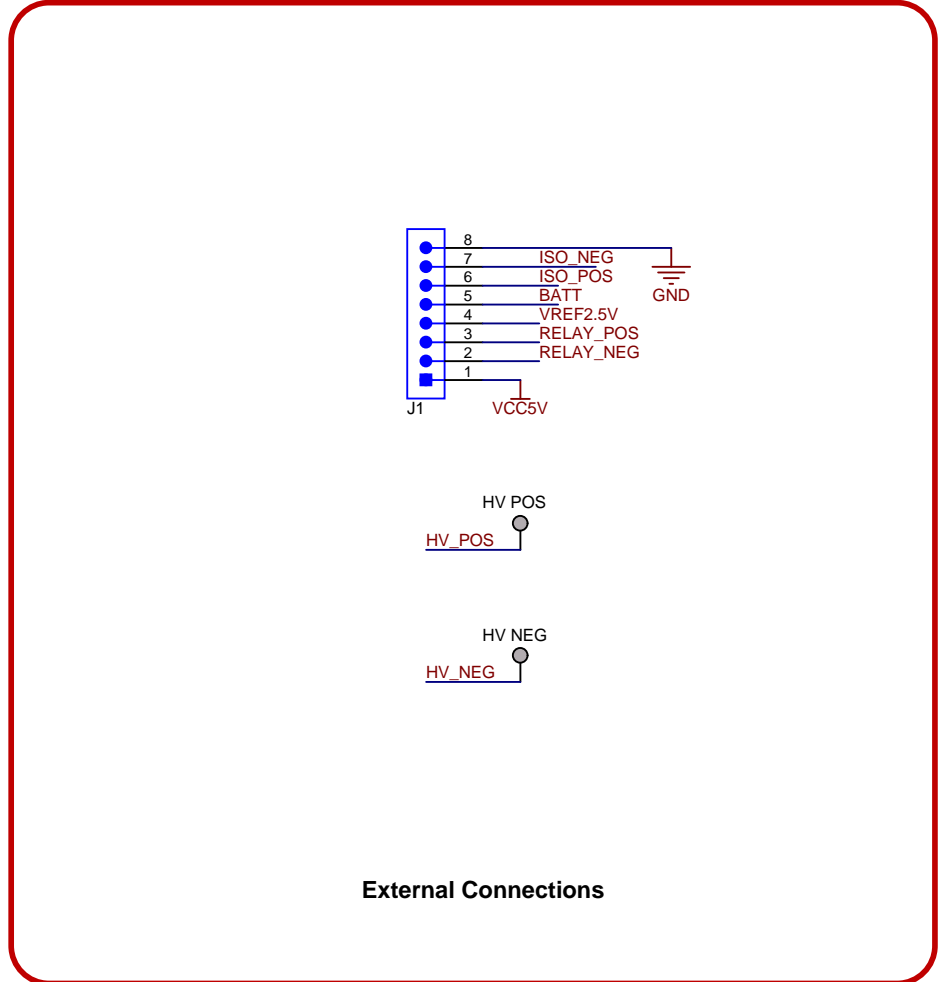 8
7 ISO_NEG
6 ISO_POS
GND
5 BATT
4 VREF2.5V
3 RELAY_POS
2 RELAY_NEG
1
J1 VCC5V
HV POS
HV_POS
HV NEG
HV_NEG
External Connections